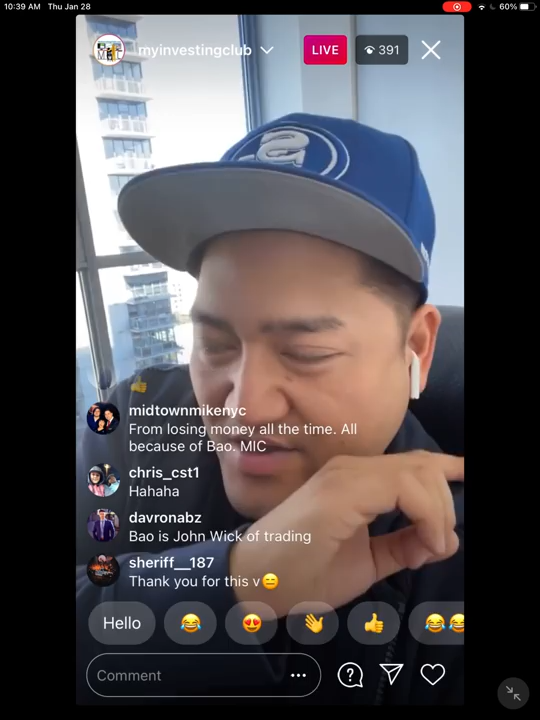 10:39 AM Thu Jan 28
60%
myinvestingclub
LIVE
391
midtownmikenyc
From losing money all the time. All
because of Bao. MIC
chris_cst1
Hahaha
davronabz
Bao is John Wick of trading
sheriff__187
Thank you for this v😑
Hello
Comment